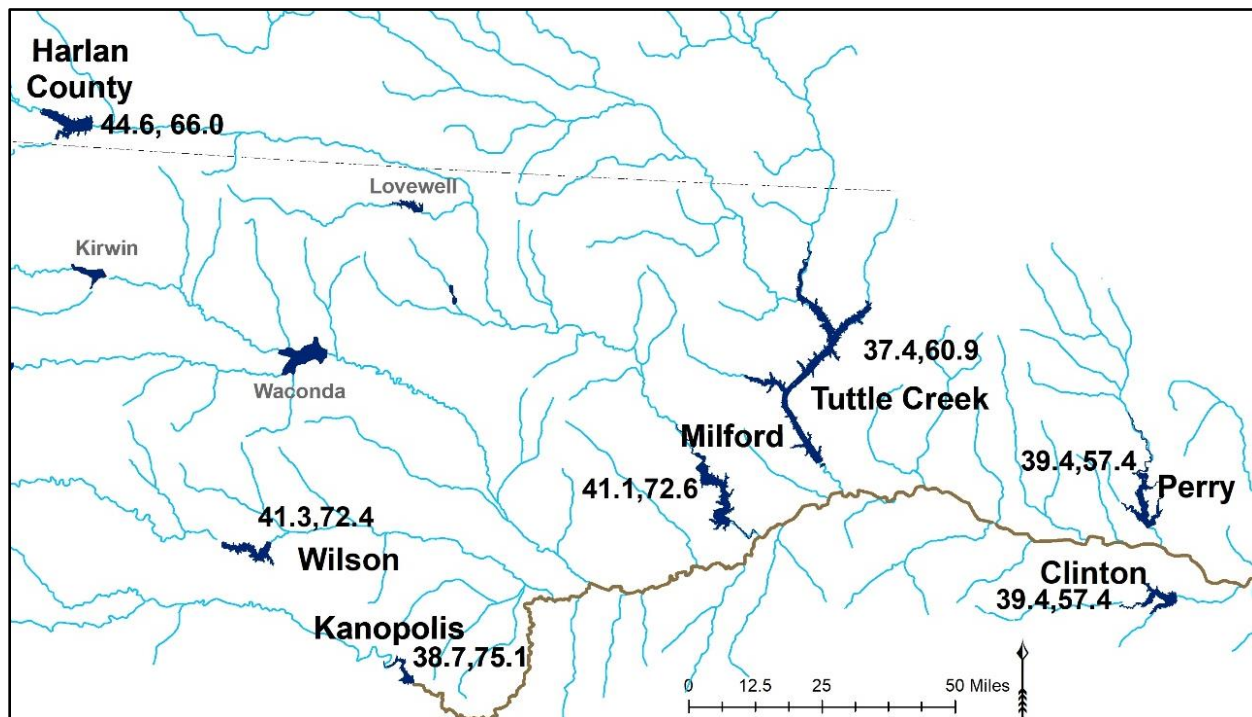 Harlan
County
44.6, 66.0
Lovewell
Kirwin
37.4,60.9
Waconda
Tuttle Creek
Milford
39.4,57.4
41.1,72.6
Perry
41.3,72.4
Wilson
Clinton
39.4,57.4
Kanopolis
38.7,75.1
0 12.5 25 50 Miles